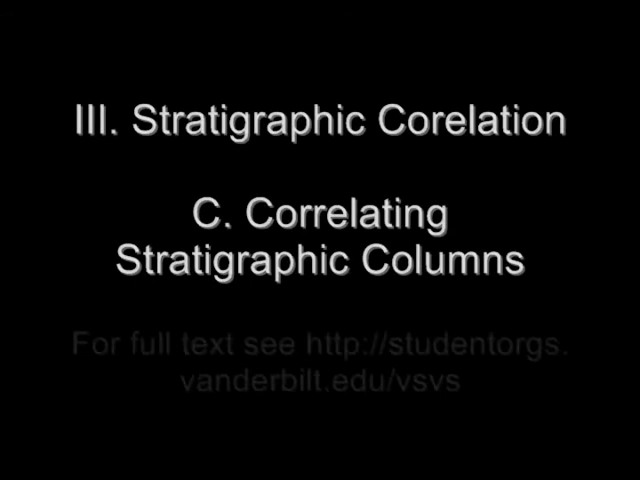 III. Stratigraphic Corelation
C. Correlating
Stratigraphic Columns
For full text see http://studentorgs.
vanderbilt.edu/vsvs